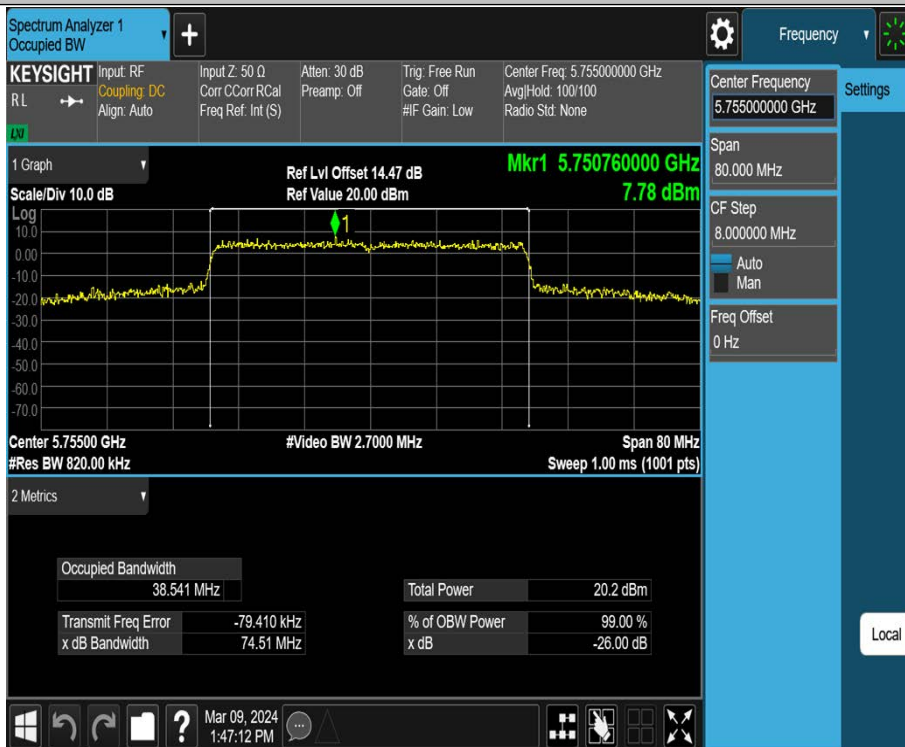 Spectrum Analyzer 1
Occupied BW
+
Frequency
KEYSIGHT
RL
LXI
Input: RF
Coupling: DC
Align: Auto
Input Z: 50 Ω
Corr CCorr RCal
Freq Ref: Int (S)
Atten: 30 dB
Preamp: Off
Trig: Free Run
Gate: Off
#IF Gain: Low
Center Freq: 5.755000000 GHz
Avg|Hold: 100/100
Radio Std: None
Center Frequency
5.755000000 GHz
Settings
Span
80.000 MHz
CF Step
8.000000 MHz
Auto
Man
Freq Offset
0 Hz
1 Graph
Scale/Div 10.0 dB
Ref Lvl Offset 14.47 dB
Ref Value 20.00 dBm
Mkr1 5.750760000 GHz
7.78 dBm
Log
1
10.0
0.00
-10.0
-20.0
-30.0
-40.0
-50.0
-60.0
-70.0
Center 5.75500 GHz
#Video BW 2.7000 MHz
Span 80 MHz
#Res BW 820.00 kHz
Sweep 1.00 ms (1001 pts)
2 Metrics
Occupied Bandwidth
38.541 MHz
Total Power 20.2 dBm
Transmit Freq Error -79.410 kHz
% of OBW Power 99.00 %
x dB Bandwidth 74.51 MHz
x dB -26.00 dB
Local
?
Mar 09, 2024
1:47:12 PM